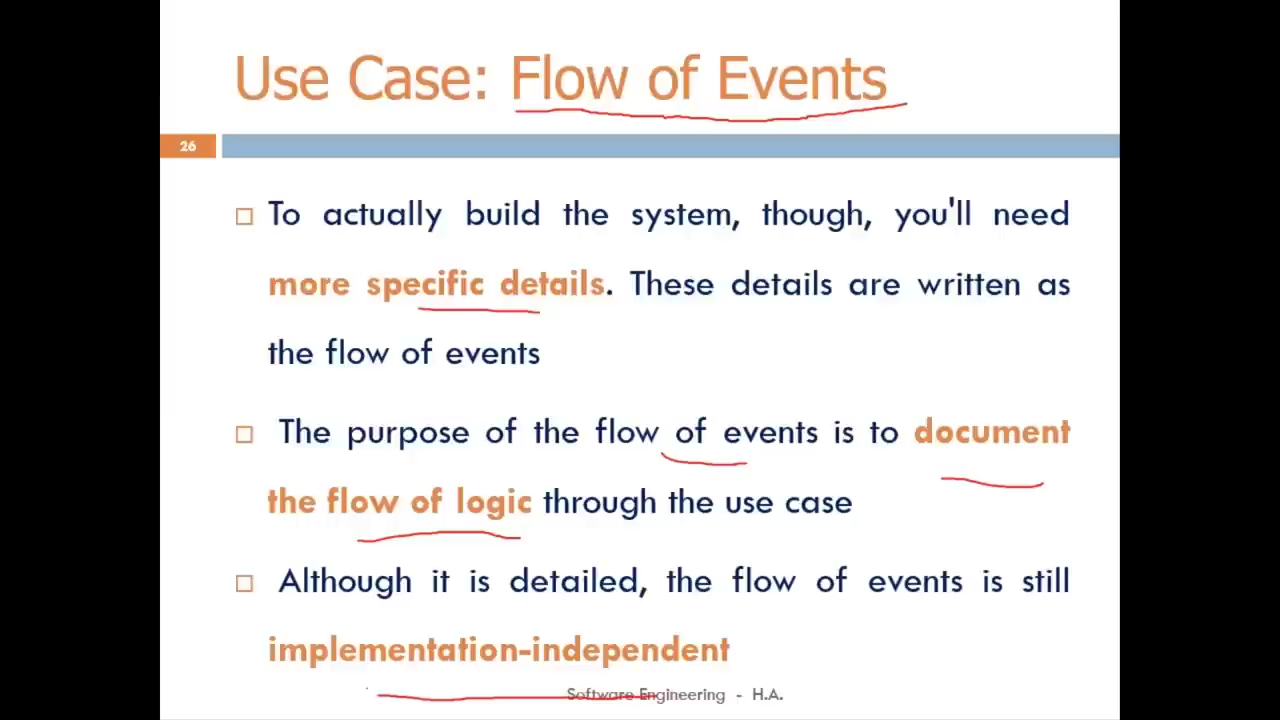 Use Case: Flow of Events
26
To actually build the system, though, you'll need
more specific details. These details are written as
the flow of events
The purpose of the flow of events is to document
the flow of logic through the use case
Although it is detailed, the flow of events is still
implementation-independent
Software Engineering - H.A.